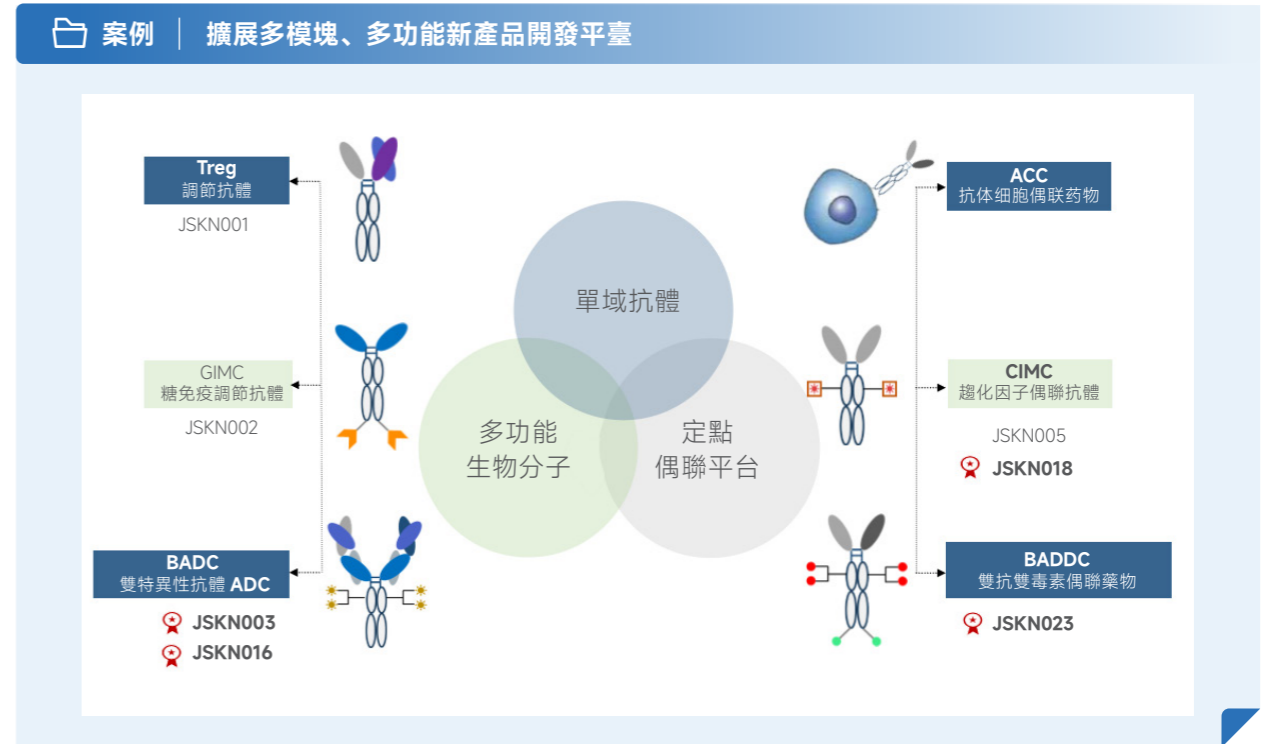 案例 | 擴展多模塊、多功能新產品開發平臺
Treg
調節抗體
JSKN001
GIMC
糖免疫調節抗體
JSKN002
BADC
雙特異性抗體 ADC
JSKN003
JSKN016
單域抗體
多功能
生物分子
定點
偶聯平台
ACC
抗体细胞偶联药物
CIMC
趨化因子偶聯抗體
JSKN005
JSKN018
BADDC
雙抗雙毒素偶聯藥物
JSKN023